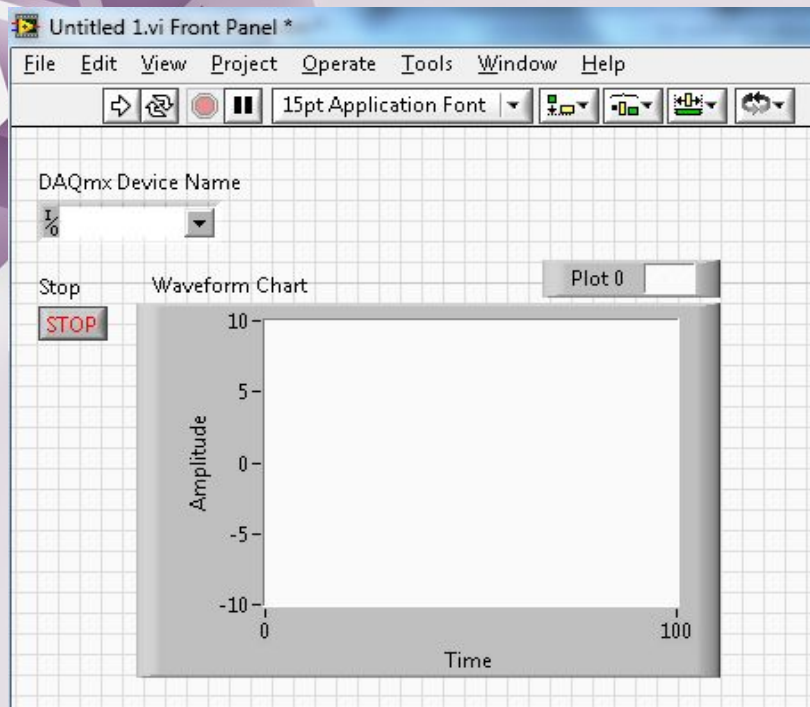 Untitled 1.vi Front Panel *
File Edit View Project Operate Tools Window Help
15pt Application Font
DAQmx Device Name
I/O
Stop
STOP
Waveform Chart
Plot 0
10
5
0
-5
-10
Amplitude
0
100
Time